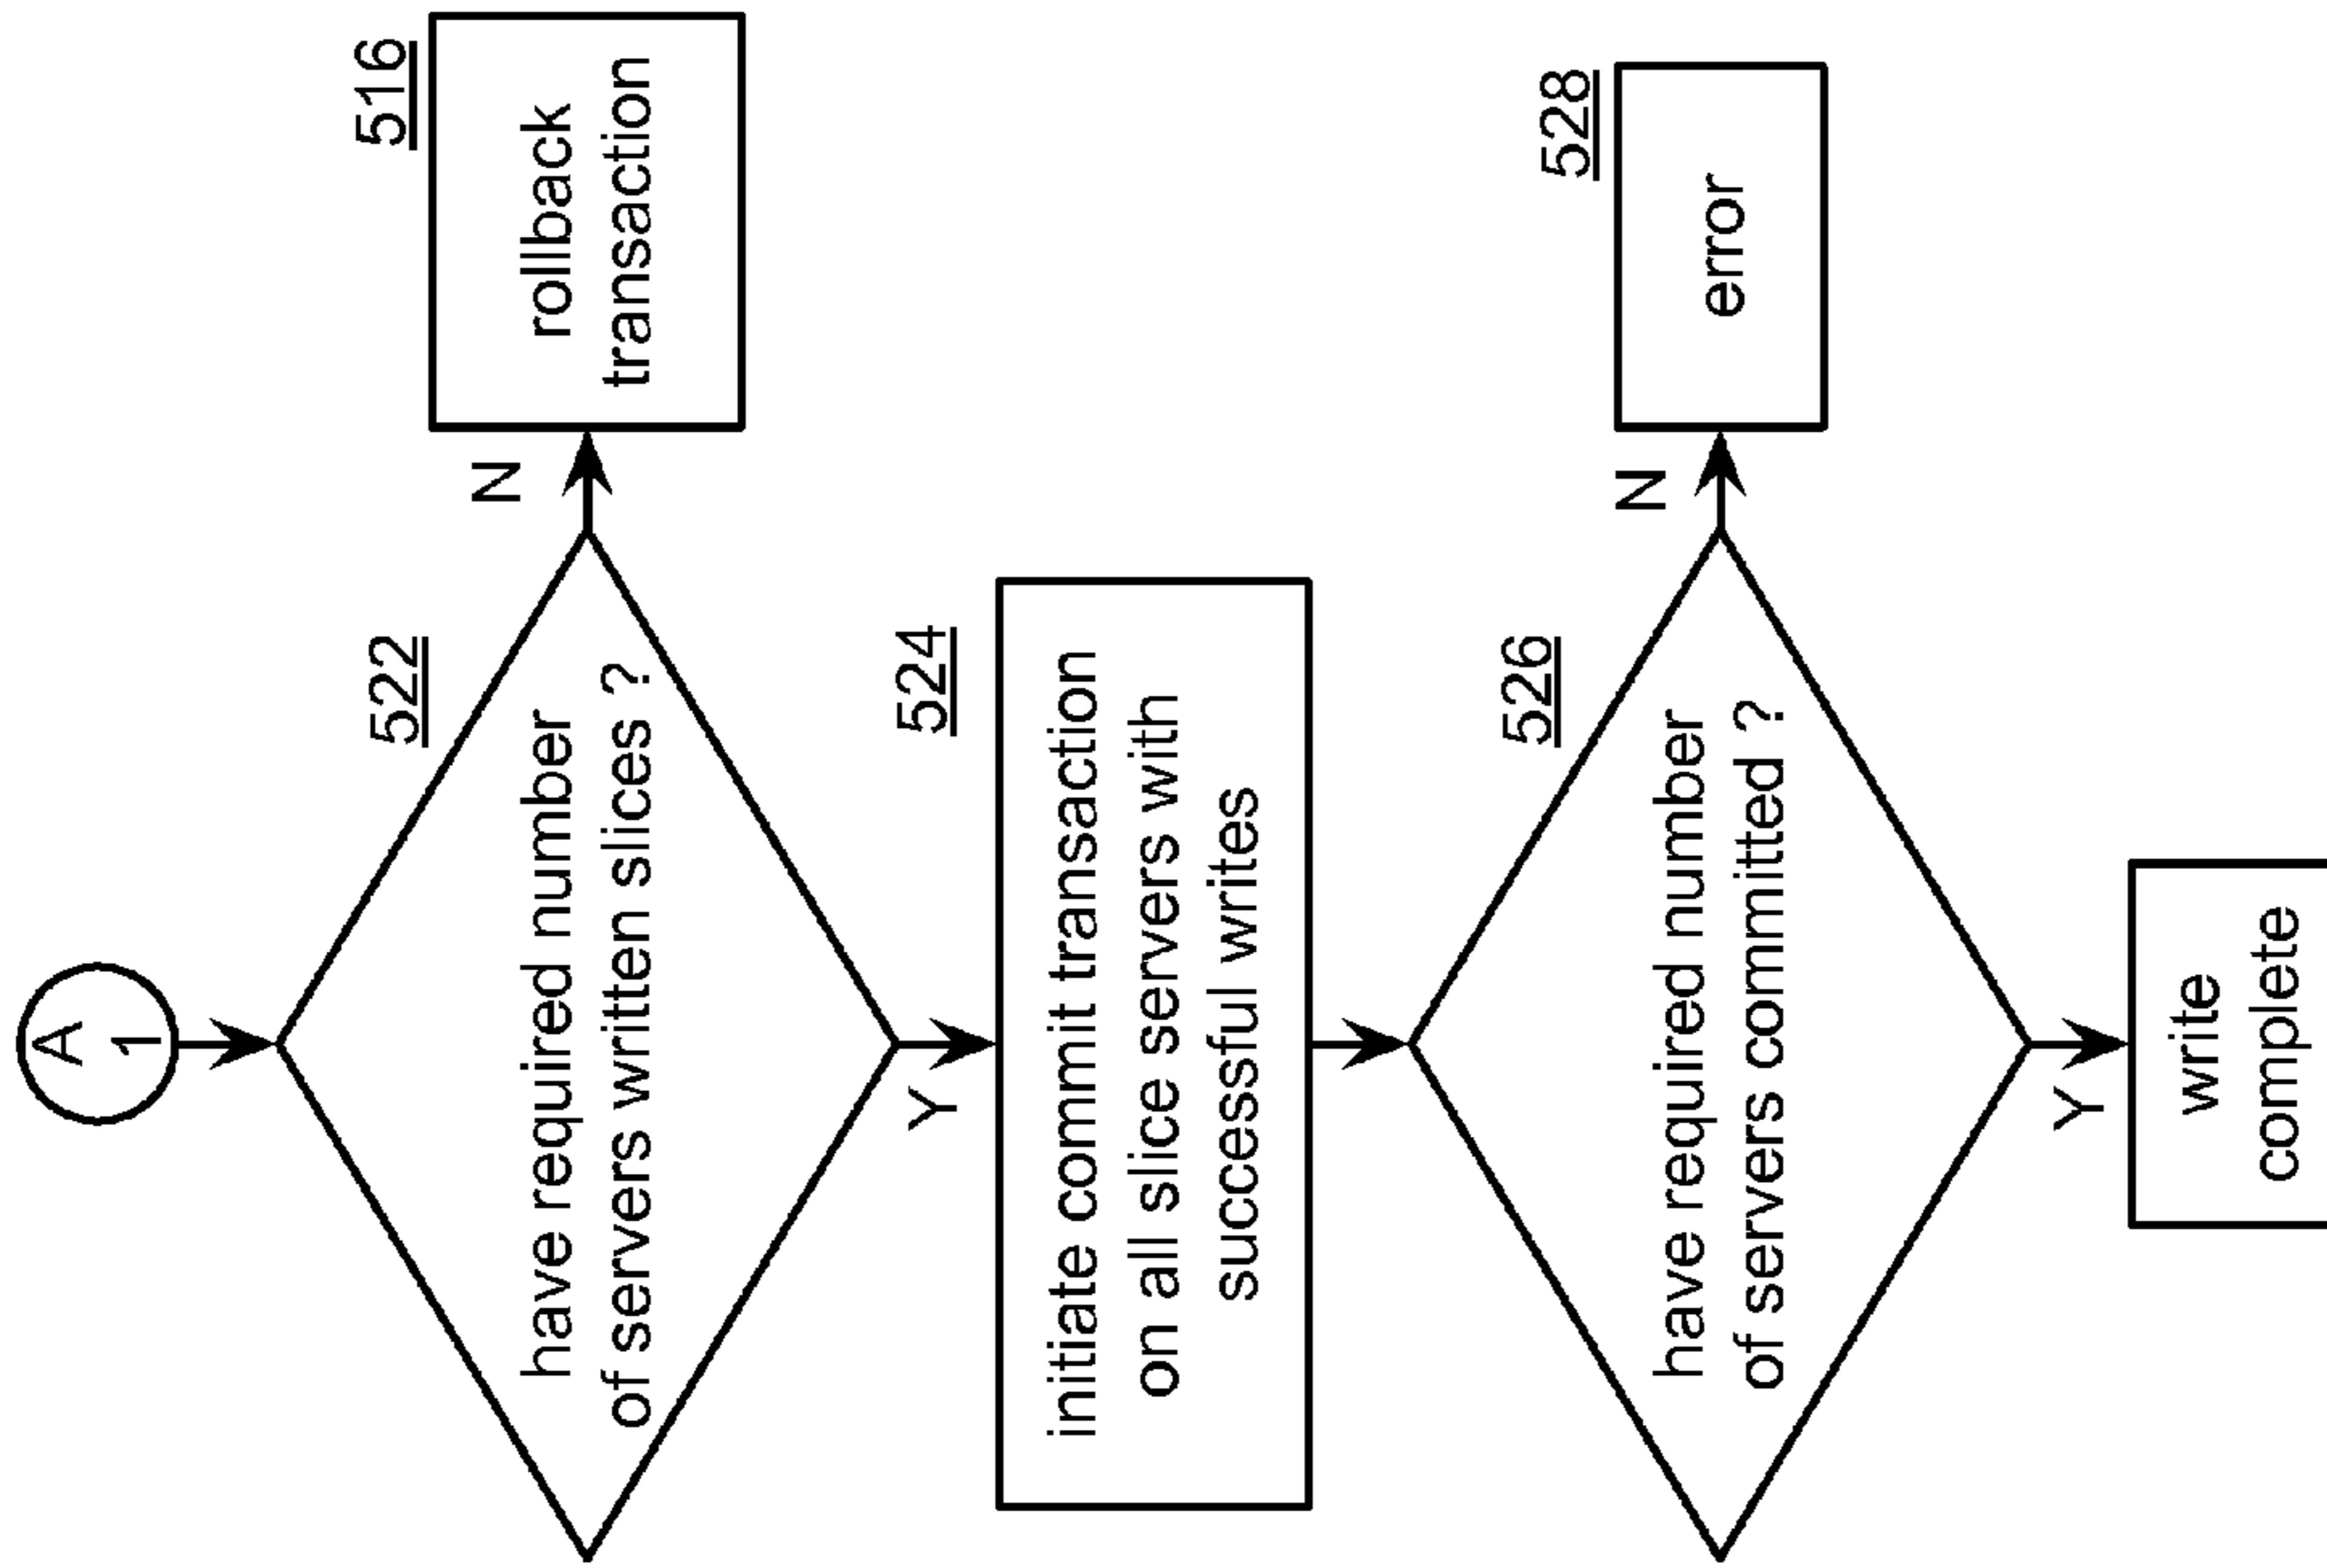 A
1
522
have required number
of servers written slices ?
N
516
rollback
transaction
Y
524
initiate commit transaction
on all slice servers with
successful writes
526
have required number
of servers committed ?
N
528
error
Y
write
complete